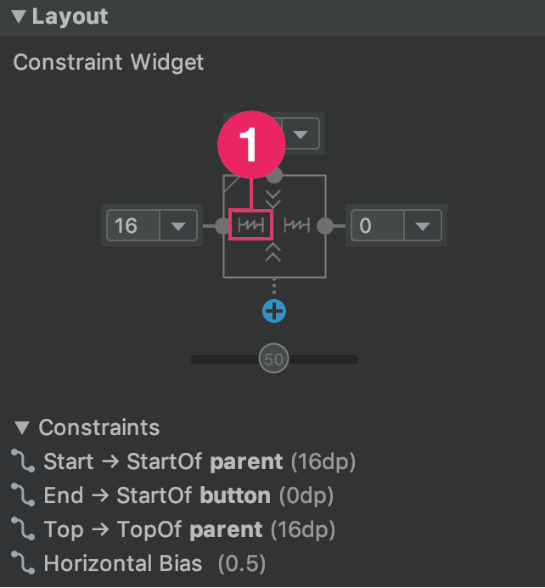 Layout
Constraint Widget
1
16
0
50
Constraints
Start → StartOf parent (16dp)
End → StartOf button (0dp)
Top → TopOf parent (16dp)
Horizontal Bias (0.5)